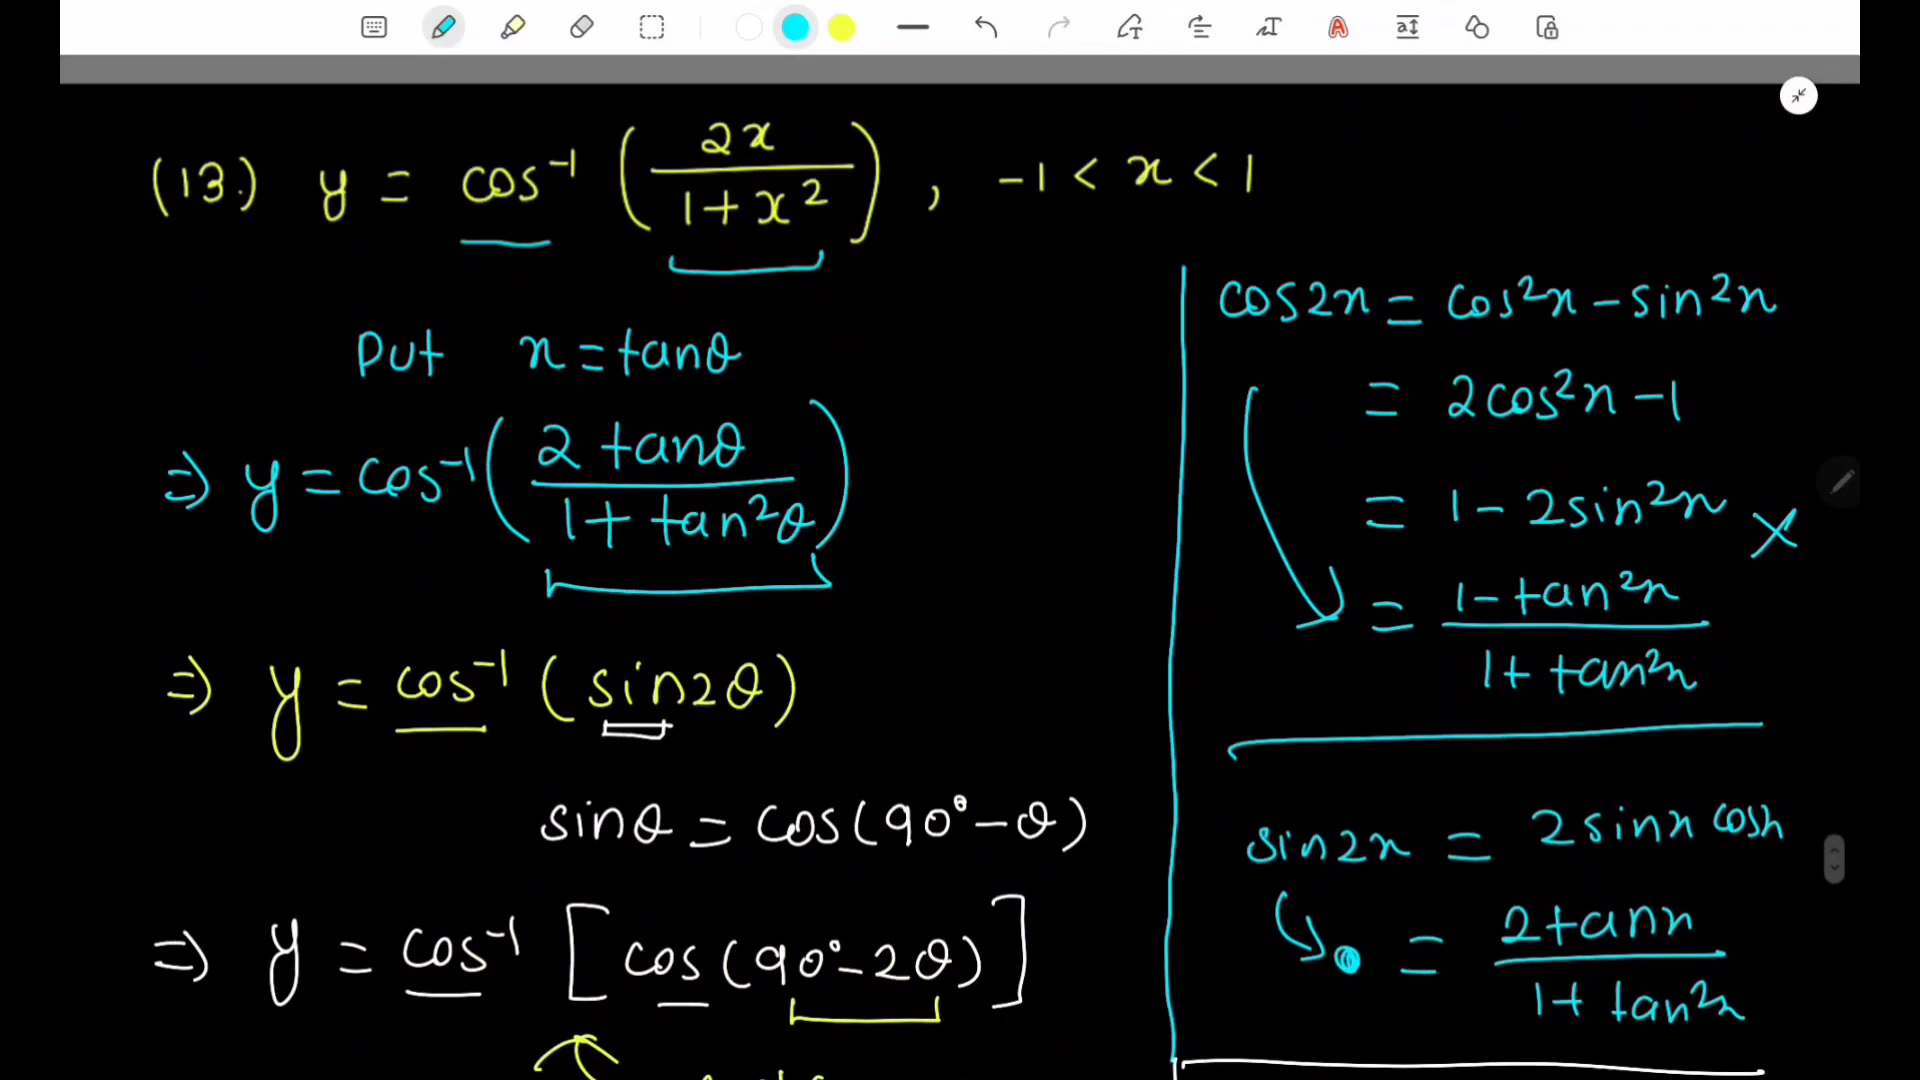 (13.) y = cos⁻¹ (2x / 1+x²) , -1 < x < 1
Put x = tanθ
⇒ y = cos⁻¹ (2 tanθ / 1+ tan²θ)
⇒ y = cos⁻¹ (sin2θ)
sinθ = cos(90°-θ)
⇒ y = cos⁻¹ [cos(90°-2θ)]
cos2x = cos²x - sin²x
= 2cos²x - 1
= 1 - 2sin²x ×
= 1 - tan²x / 1 + tan²x
sin2x = 2sinx cosx
= 2tanx / 1+ tan²x